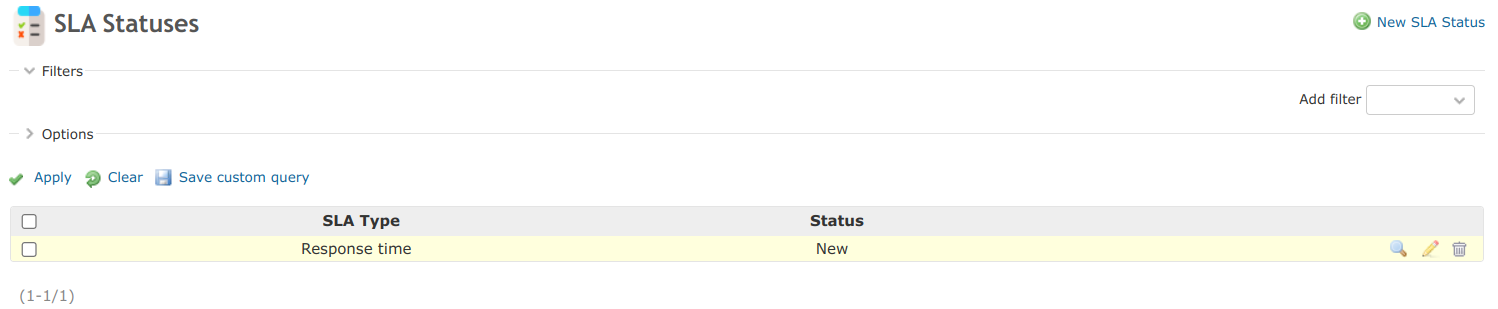 SLA Statuses
New SLA Status
Filters
Add filter
Options
Apply Clear Save custom query
SLA Type Status
Response time New
(1-1/1)